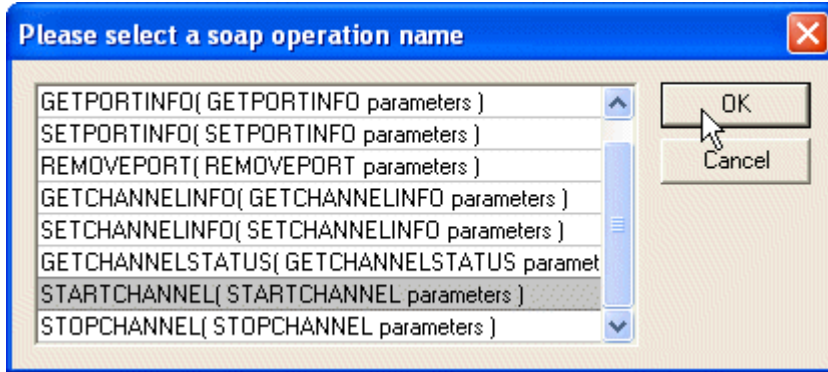 Please select a soap operation name
GETPORTINFO( GETPORTINFO parameters )
SETPORTINFO( SETPORTINFO parameters )
REMOVEPORT( REMOVEPORT parameters )
GETCHANNELINFO( GETCHANNELINFO parameters )
SETCHANNELINFO( SETCHANNELINFO parameters )
GETCHANNELSTATUS( GETCHANNELSTATUS paramet
STARTCHANNEL( STARTCHANNEL parameters )
STOPCHANNEL( STOPCHANNEL parameters )
OK
Cancel